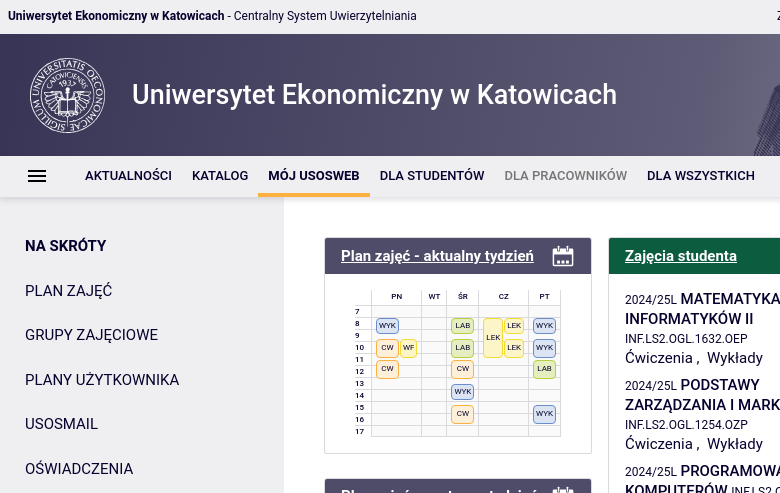 Uniwersytet Ekonomiczny w Katowicach - Centralny System Uwierzytelniania
Uniwersytet Ekonomiczny w Katowicach
AKTUALNOŚCI KATALOG MÓJ USOSWEB DLA STUDENTÓW DLA PRACOWNIKÓW DLA WSZYSTKICH
NA SKRÓTY
PLAN ZAJĘĆ
GRUPY ZAJĘCIOWE
PLANY UŻYTKOWNIKA
USOSMAIL
OŚWIADCZENIA
Plan zajęć - aktualny tydzień
PN WT ŚR CZ PT
7
8 WYK LAB LEK WYK
9 LEK
10 CW WF LAB LEK WYK
11
12 CW CW LAB
13
14 WYK
15
16 CW WYK
17
Zajęcia studenta
2024/25L MATEMATYKA
INFORMATYKÓW II
INF.LS2.OGL.1632.OEP
Ćwiczenia , Wykłady
2024/25L PODSTAWY
ZARZĄDZANIA I MARK
INF.LS2.OGL.1254.OZP
Ćwiczenia , Wykłady
2024/25L PROGRAMOWA
KOMPUTERÓW INF.LS2.O